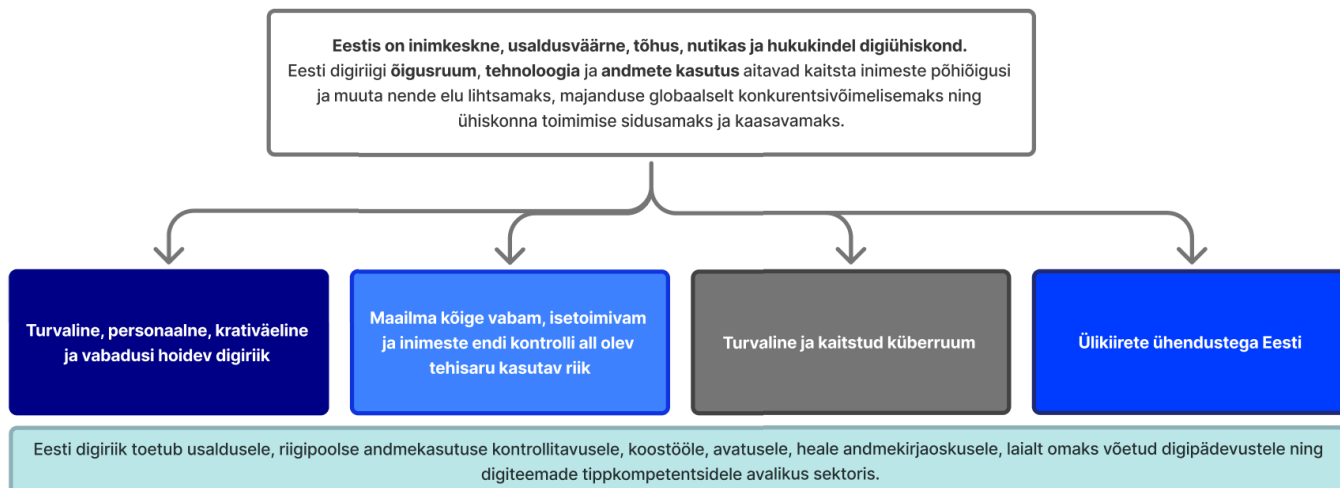 Eestis on inimkeskne, usaldusväärne, tõhus, nutikas ja hukukindel digiühiskond.
Eesti digiriigi õigusruum, tehnoloogia ja andmete kasutus aitavad kaitsta inimeste põhiõigusi
ja muuta nende elu lihtsamaks, majanduse globaalselt konkurentsivõimelisemaks ning
ühiskonna toimimise sidusamaks ja kaasavamaks.
Turvaline, personaalne, krativäeline
ja vabadusi hoidev digiriik
Maailma kõige vabam, isetoimivam
ja inimeste endi kontrolli all olev
tehisaru kasutav riik
Turvaline ja kaitstud küberruum
Ülikiirete ühendustega Eesti
Eesti digiriik toetub usaldusele, riigipoolse andmekasutuse kontrollitavusele, koostööle, avatusele, heale andmekirjaoskusele, laialt omaks võetud digipädevustele ning
digiteemade tippkompetentsidele avalikus sektoris.